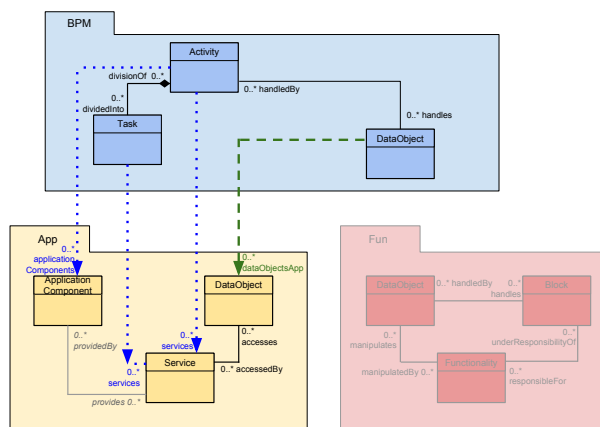 BPM
Activity
divisionOf 0..*
0..* handledBy
0..*
dividedInto
Task
0..* handles
DataObject
App
0..*
application
Components
Application
Component
0..*
dataObjectsApp
DataObject
0..*
providedBy
0..*
services
0..*
accesses
Service
0..* accessedBy
0..*
services
provides 0..*
Fun
DataObject
0..* handledBy
0..*
handles
Block
0..*
manipulates
0..*
underResponsibilityOf
manipulatedBy 0..*
Functionality
0..*
responsibleFor